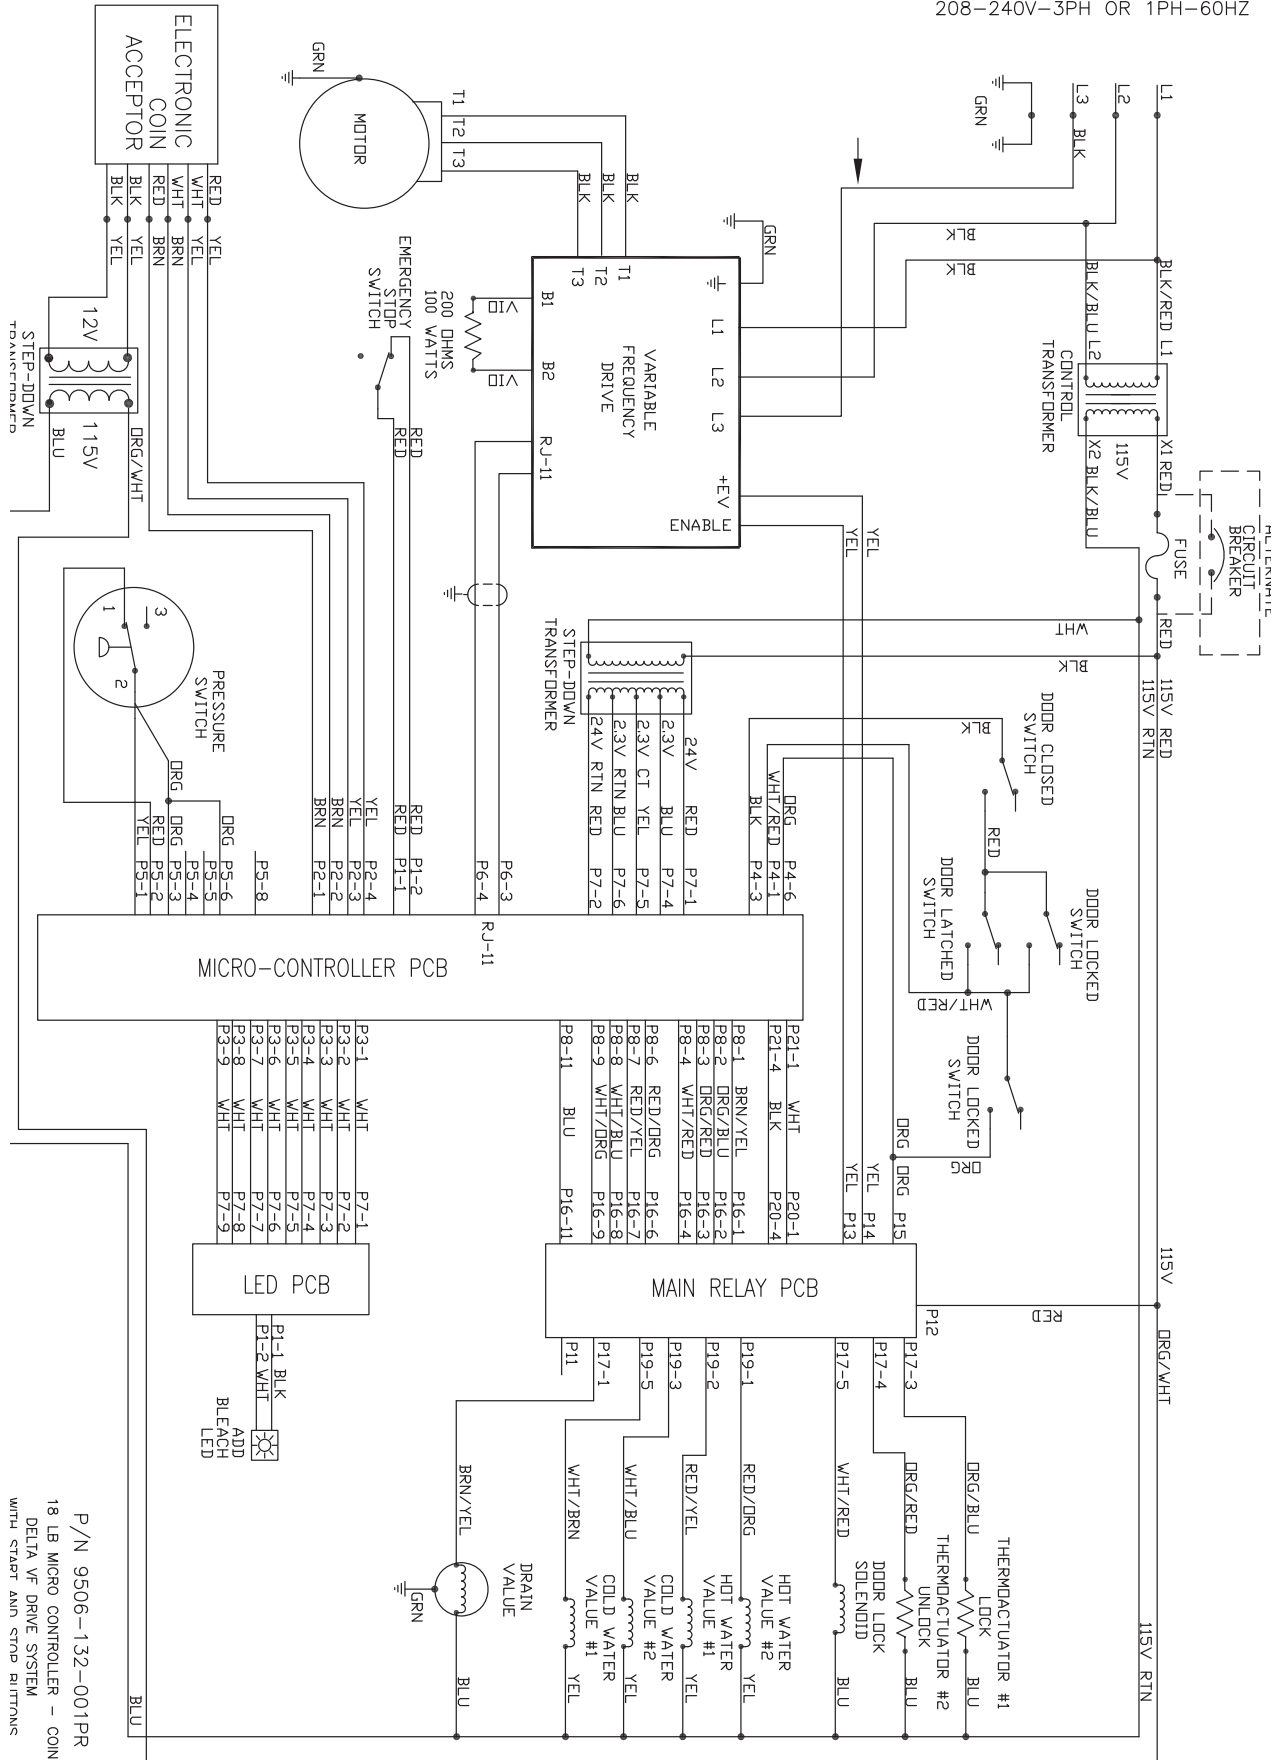 208-240V-3PH OR 1PH-60HZ
L1
L2
L3
BLK
GRN
BLK
BLK
BLK/RED L1
BLK/BLU L2
CONTROL
TRANSFORMER
115V
X1 RED
X2 BLK/BLU
CIRCUIT
BREAKER
FUSE
RED
115V RED
115V RTN
WHT
BLK
GRN
MOTOR
T1
T2
T3
BLK
BLK
BLK
GRN
T1
T2
T3
L1
L2
L3
+EV
ENABLE
VARIABLE
FREQUENCY
DRIVE
B1
B2
RJ-11
VIO
VIO
200 OHMS
100 WATTS
YEL
YEL
EMERGENCY
STOP
SWITCH
RED
RED
ELECTRONIC
COIN
ACCEPTOR
RED YEL
WHT YEL
WHT BRN
RED BRN
BLK YEL
BLK YEL
12V
115V
STEP-DOWN
ORG/WHT
BLU
PRESSURE
SWITCH
1
2
3
ORG
STEP-DOWN
TRANSFORMER
24V RED P7-1
2.3V BLU P7-4
2.3V CT YEL P7-5
2.3V RTN BLU P7-6
24V RTN RED P7-2
DOOR CLOSED
SWITCH
BLK
RED
DOOR LOCKED
SWITCH
DOOR LATCHED
SWITCH
WHT/RED
DOOR LOCKED
SWITCH
ORG
ORG P4-6
WHT/RED P4-1
BLK P4-3
P6-3
P6-4
RED P1-2
RED P1-1
YEL P2-4
YEL P2-3
BRN P2-2
BRN P2-1
P5-8
ORG P5-6
P5-5
P5-4
ORG P5-3
RED P5-2
YEL P5-1
RJ-11
MICRO-CONTROLLER PCB
P21-1 WHT P20-1
P21-4 BLK P20-4
P8-1 BRN/YEL P16-1
P8-2 ORG/BLU P16-2
P8-3 ORG/RED P16-3
P8-4 WHT/RED P16-4
P8-6 RED/ORG P16-6
P8-7 RED/YEL P16-7
P8-8 WHT/BLU P16-8
P8-9 WHT/ORG P16-9
P8-11 BLU P16-11
P3-1 WHT P7-1
P3-2 WHT P7-2
P3-3 WHT P7-3
P3-4 WHT P7-4
P3-5 WHT P7-5
P3-6 WHT P7-6
P3-7 WHT P7-7
P3-8 WHT P7-8
P3-9 WHT P7-9
ORG ORG P15
YEL P14
YEL P13
MAIN RELAY PCB
P12
RED
115V
ORG/WHT
LED PCB
P1-1 BLK
P1-2 WHT
ADD
BLEACH
LED
P17-3
P17-4
P17-5
P19-1
P19-2
P19-3
P19-5
P17-1
P11
ORG/BLU
THERMOACTUATOR #1
LOCK
BLU
ORG/RED
THERMOACTUATOR #2
UNLOCK
BLU
WHT/RED
DOOR LOCK
SOLENOID
BLU
RED/ORG
HOT WATER
VALUE #2
YEL
RED/YEL
HOT WATER
VALUE #1
YEL
WHT/BLU
COLD WATER
VALUE #2
YEL
WHT/BRN
COLD WATER
VALUE #1
YEL
BRN/YEL
DRAIN
VALUE
GRN
BLU
115V RTN
BLU
P/N 9506-132-001PR
18 LB MICRO CONTROLLER - COIN
DELTA VF DRIVE SYSTEM
WITH START AND STOP BUTTONS